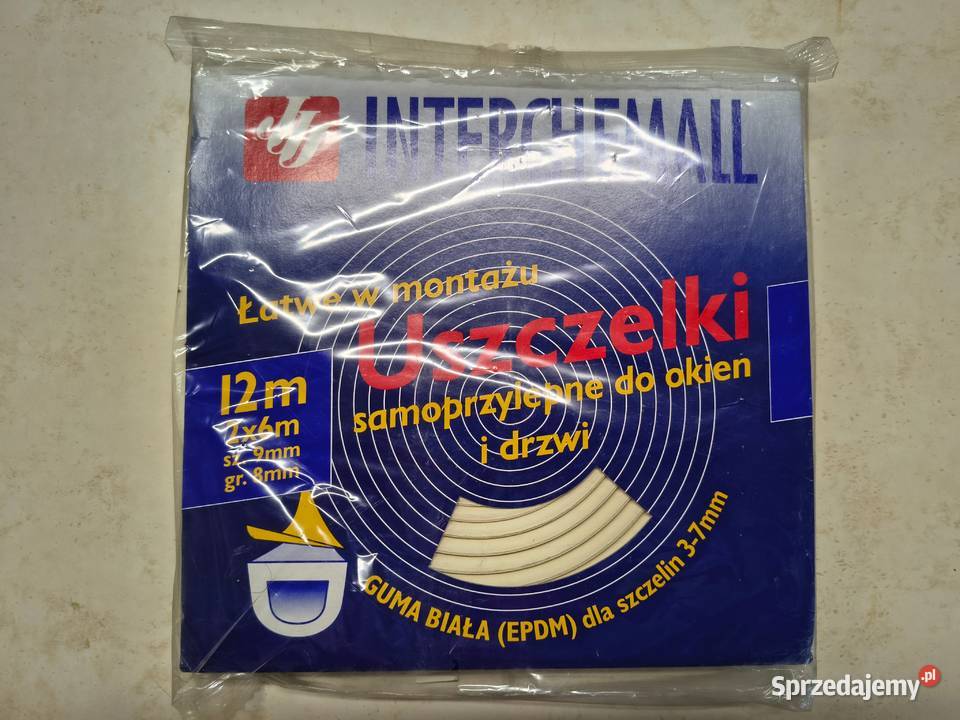 INTERCHEMALL
Łatwe w montażu
Uszczelki
samoprzylepne do okien
i drzwi
12m
2x6m
sz. 9mm
gr. 8mm
GUMA BIAŁA (EPDM) dla szczelin 3-7mm
Sprzedajemy.pl